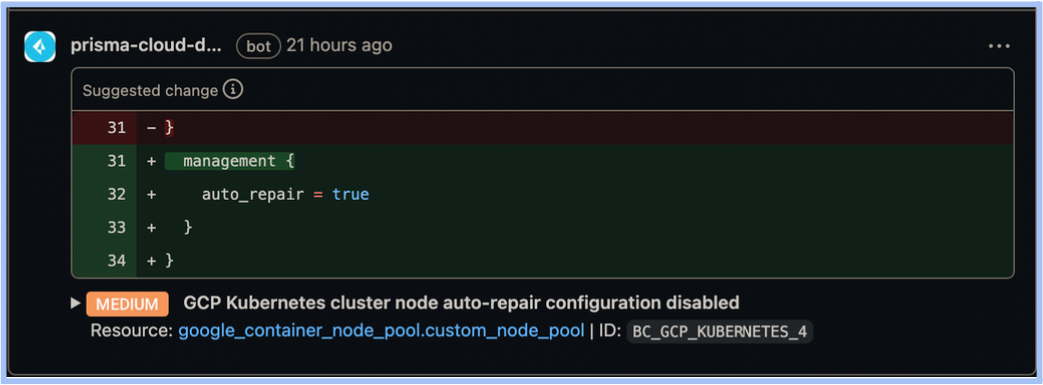 prisma-cloud-d... bot 21 hours ago ...
Suggested change
31 - }
31 + management {
32 + auto_repair = true
33 + }
34 + }
MEDIUM GCP Kubernetes cluster node auto-repair configuration disabled
Resource: google_container_node_pool.custom_node_pool | ID: BC_GCP_KUBERNETES_4